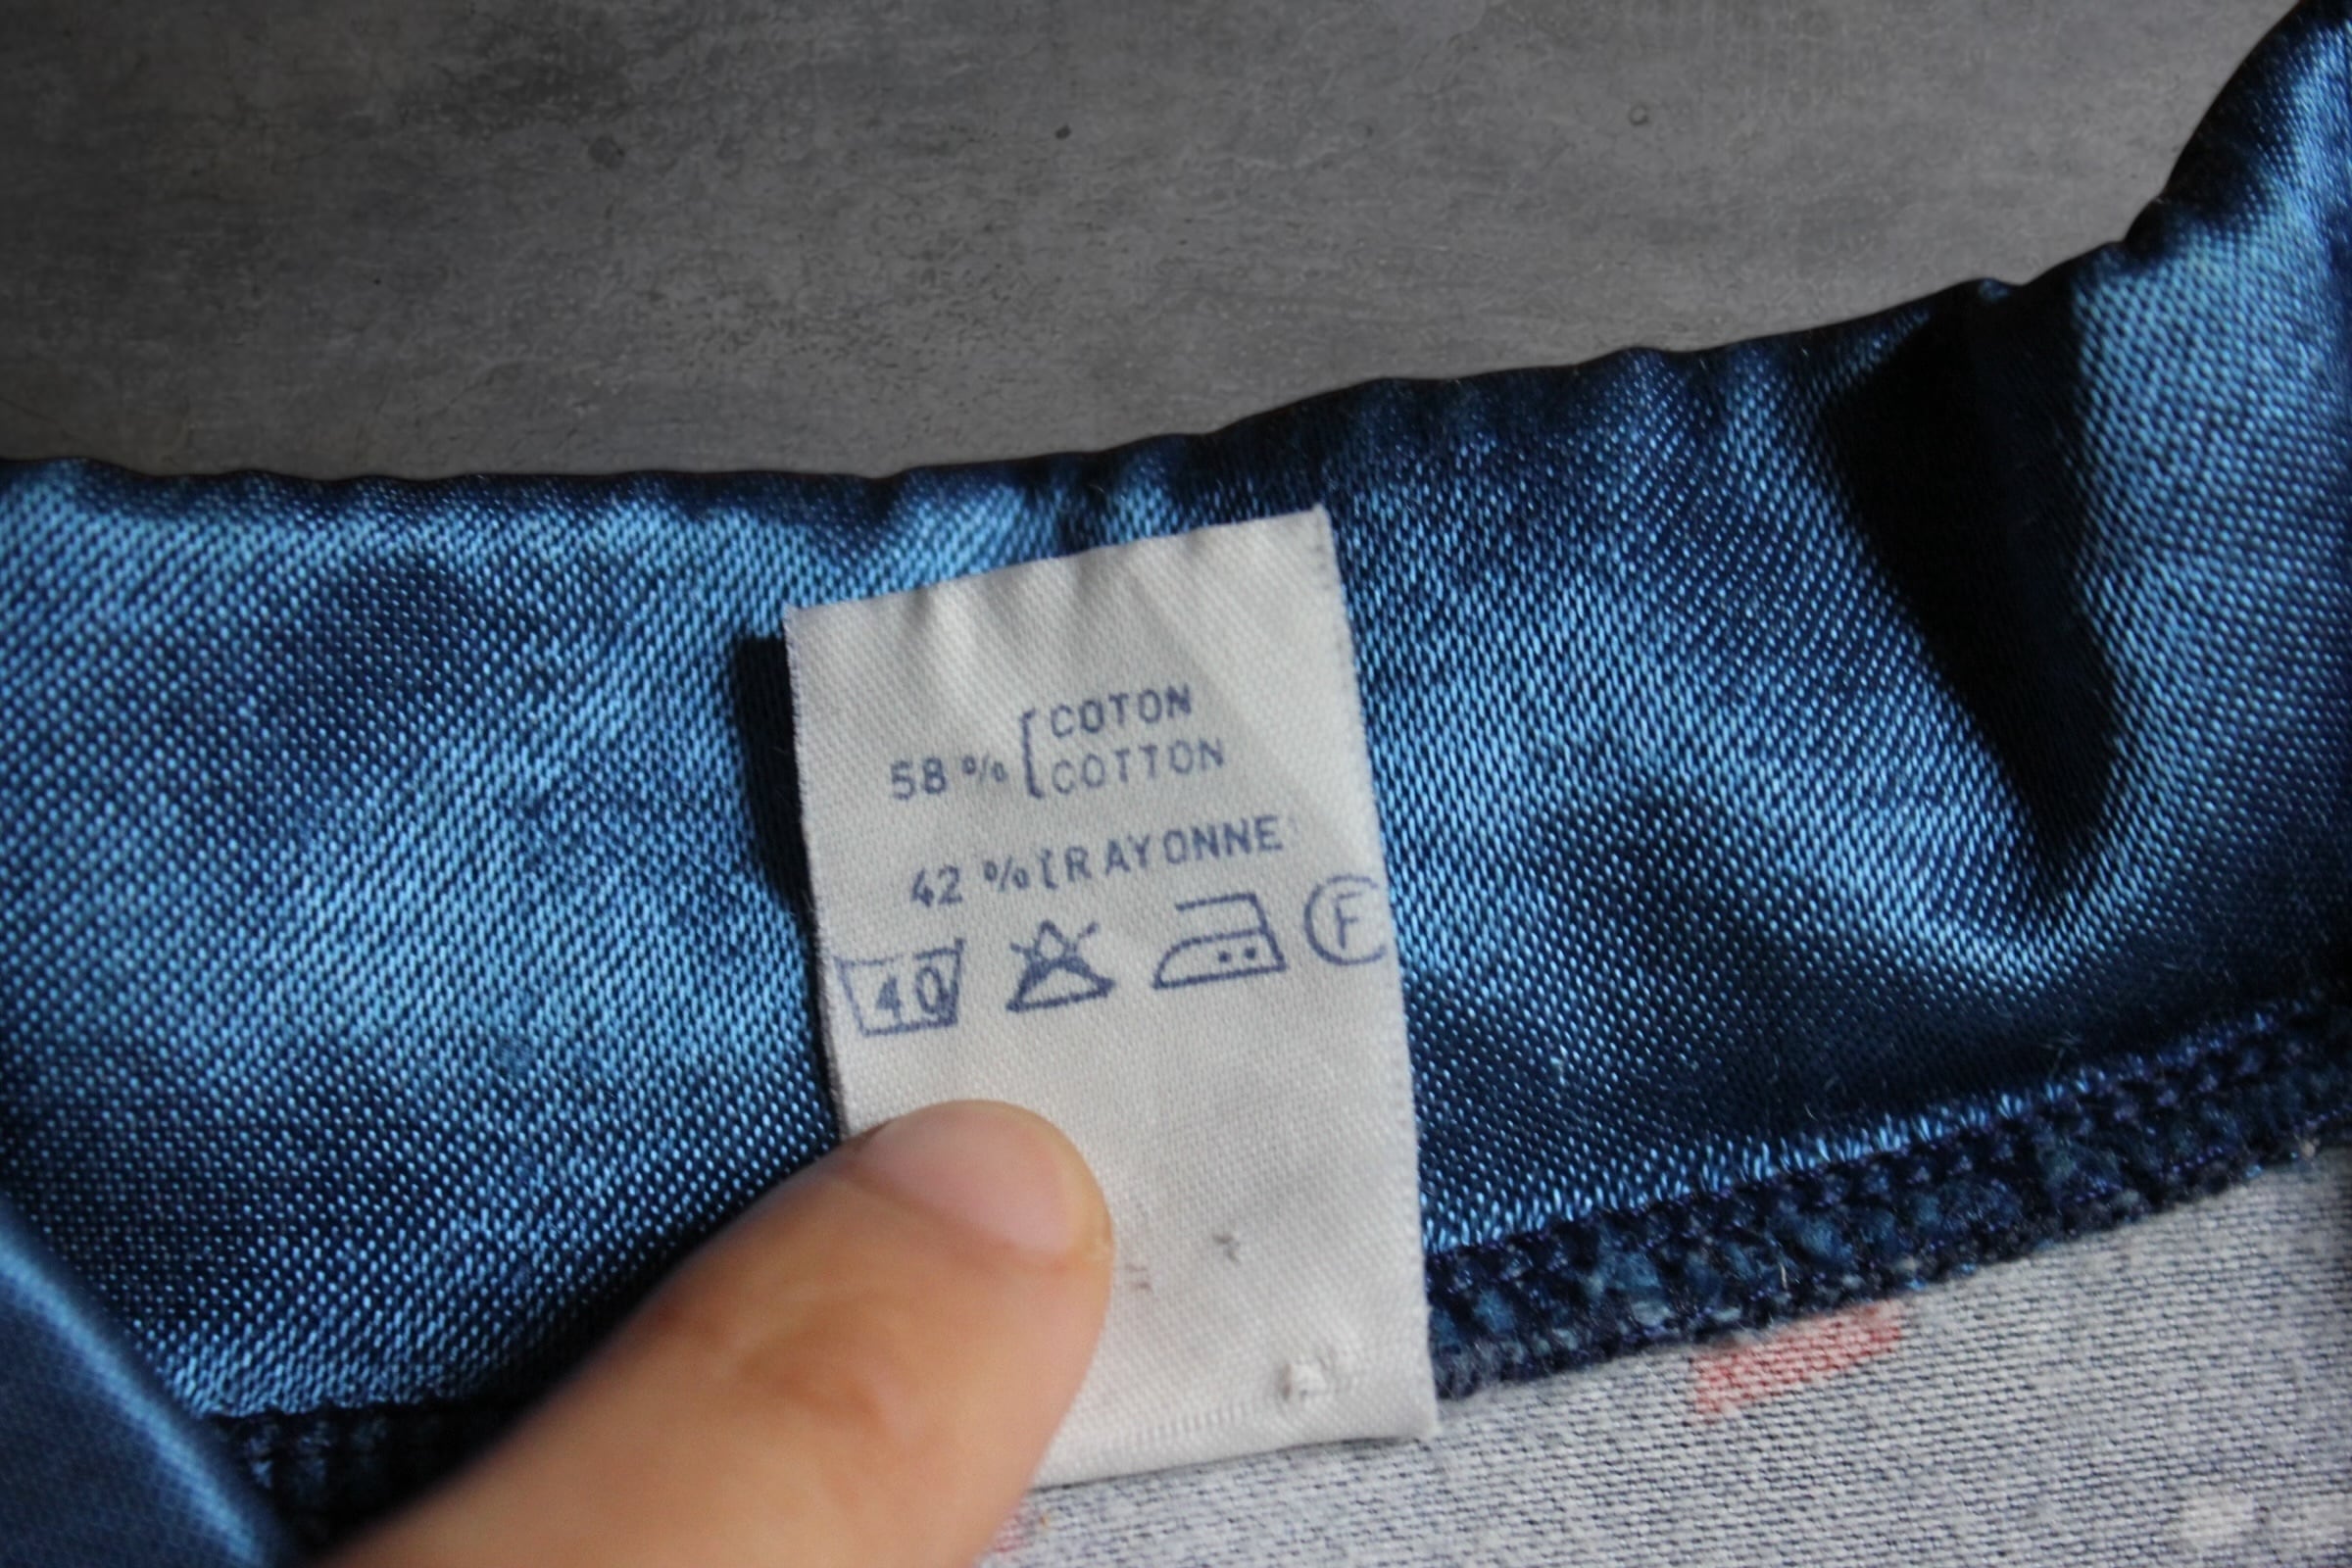 58 % [ COTON
COTTON
42 % [ RAYONNE
40
F